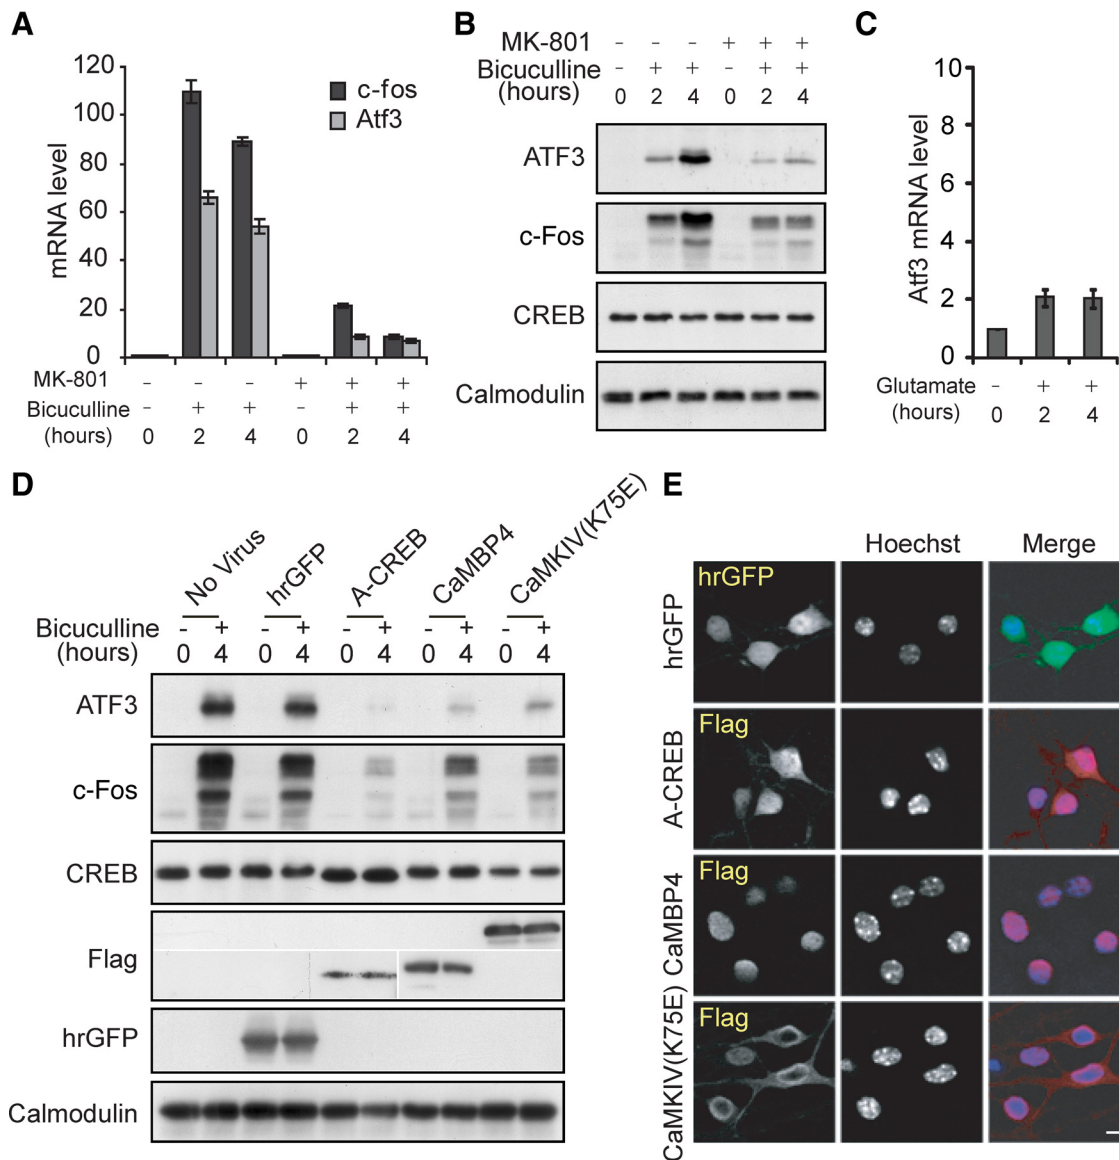 A
mRNA level
120
100
80
60
40
20
0
c-fos
Atf3
MK-801 - - - + + +
Bicuculline - + + - + +
(hours) 0 2 4 0 2 4
B
MK-801 - - - + + +
Bicuculline - + + - + +
(hours) 0 2 4 0 2 4
ATF3
c-Fos
CREB
Calmodulin
C
Atf3 mRNA level
10
8
6
4
2
0
Glutamate - + +
(hours) 0 2 4
D
No Virus hrGFP A-CREB CaMBP4 CaMKIV(K75E)
Bicuculline - + - + - + - + - +
(hours) 0 4 0 4 0 4 0 4 0 4
ATF3
c-Fos
CREB
Flag
hrGFP
Calmodulin
E
Hoechst Merge
hrGFP
hrGFP
A-CREB
Flag
CaMBP4
Flag
CaMKIV(K75E)
Flag